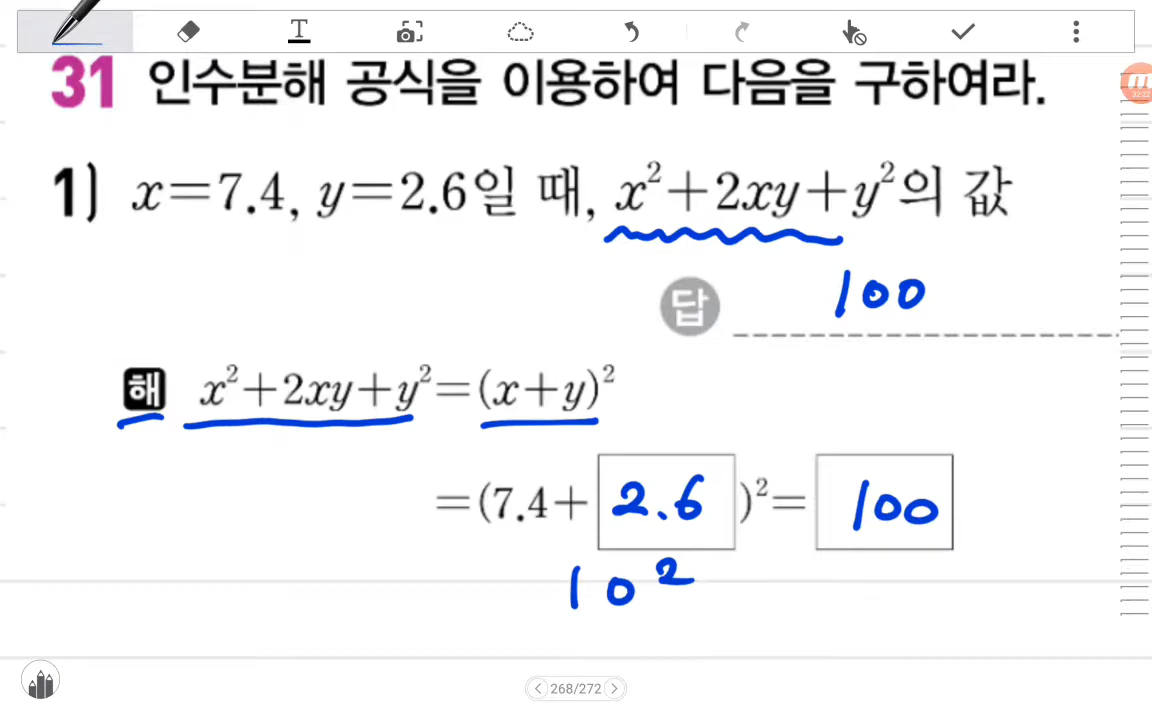 T
32:22
31 인수분해 공식을 이용하여 다음을 구하여라.
1) x=7.4, y=2.6일 때, x²+2xy+y²의 값
답 100
해 x²+2xy+y²=(x+y)²
=(7.4+ 2.6 )²= 100
10²
268/272